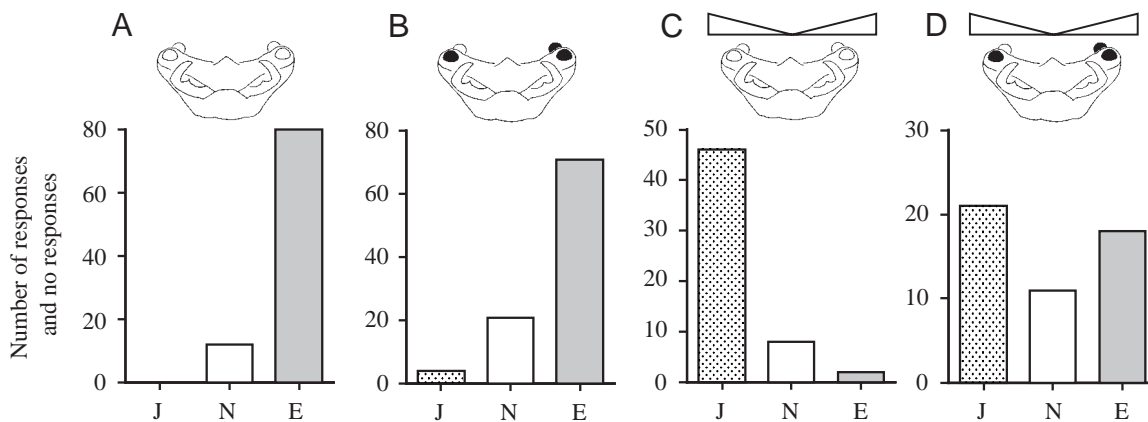 A B C D
Number of responses
and no responses
80 80 50 30
60 60 40 20
40 40 30 10
20 20 20 0
0 0 10
0
J N E J N E J N E J N E